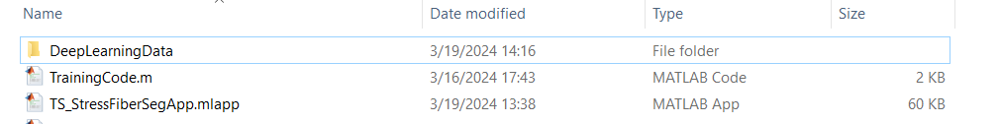 Name Date modified Type Size
DeepLearningData 3/19/2024 14:16 File folder
TrainingCode.m 3/16/2024 17:43 MATLAB Code 2 KB
TS_StressFiberSegApp.mlapp 3/19/2024 13:38 MATLAB App 60 KB